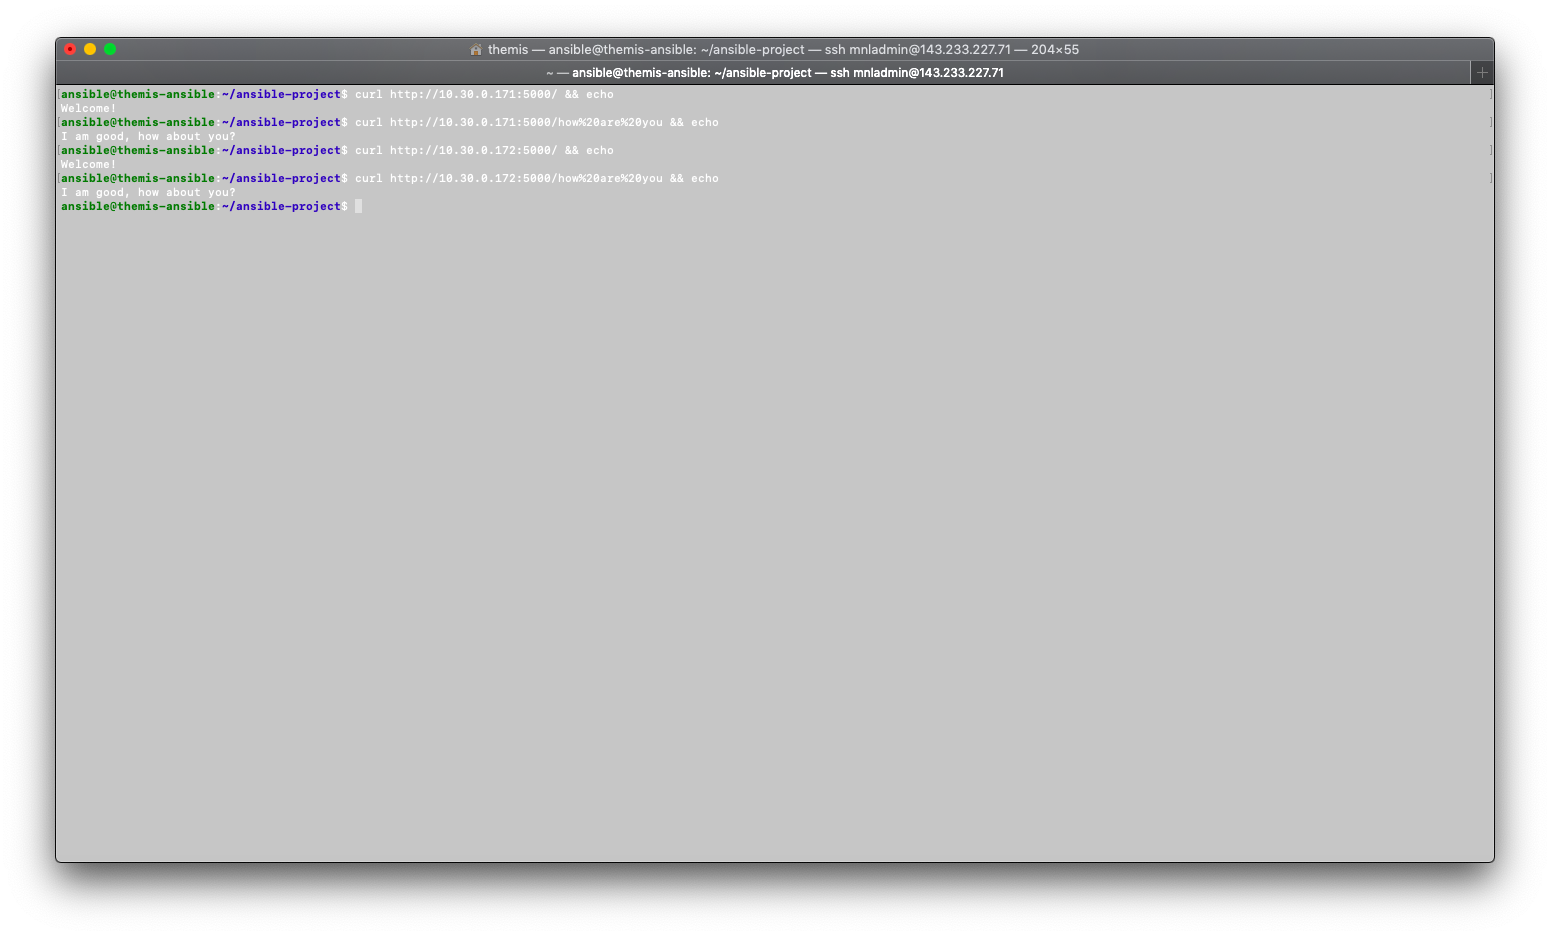 themis — ansible@themis-ansible: ~/ansible-project — ssh mnladmin@143.233.227.71 — 204×55
~ — ansible@themis-ansible: ~/ansible-project — ssh mnladmin@143.233.227.71
[ansible@themis-ansible:~/ansible-project$ curl http://10.30.0.171:5000/ && echo ]
Welcome!
[ansible@themis-ansible:~/ansible-project$ curl http://10.30.0.171:5000/how%20are%20you && echo ]
I am good, how about you?
[ansible@themis-ansible:~/ansible-project$ curl http://10.30.0.172:5000/ && echo ]
Welcome!
[ansible@themis-ansible:~/ansible-project$ curl http://10.30.0.172:5000/how%20are%20you && echo ]
I am good, how about you?
ansible@themis-ansible:~/ansible-project$